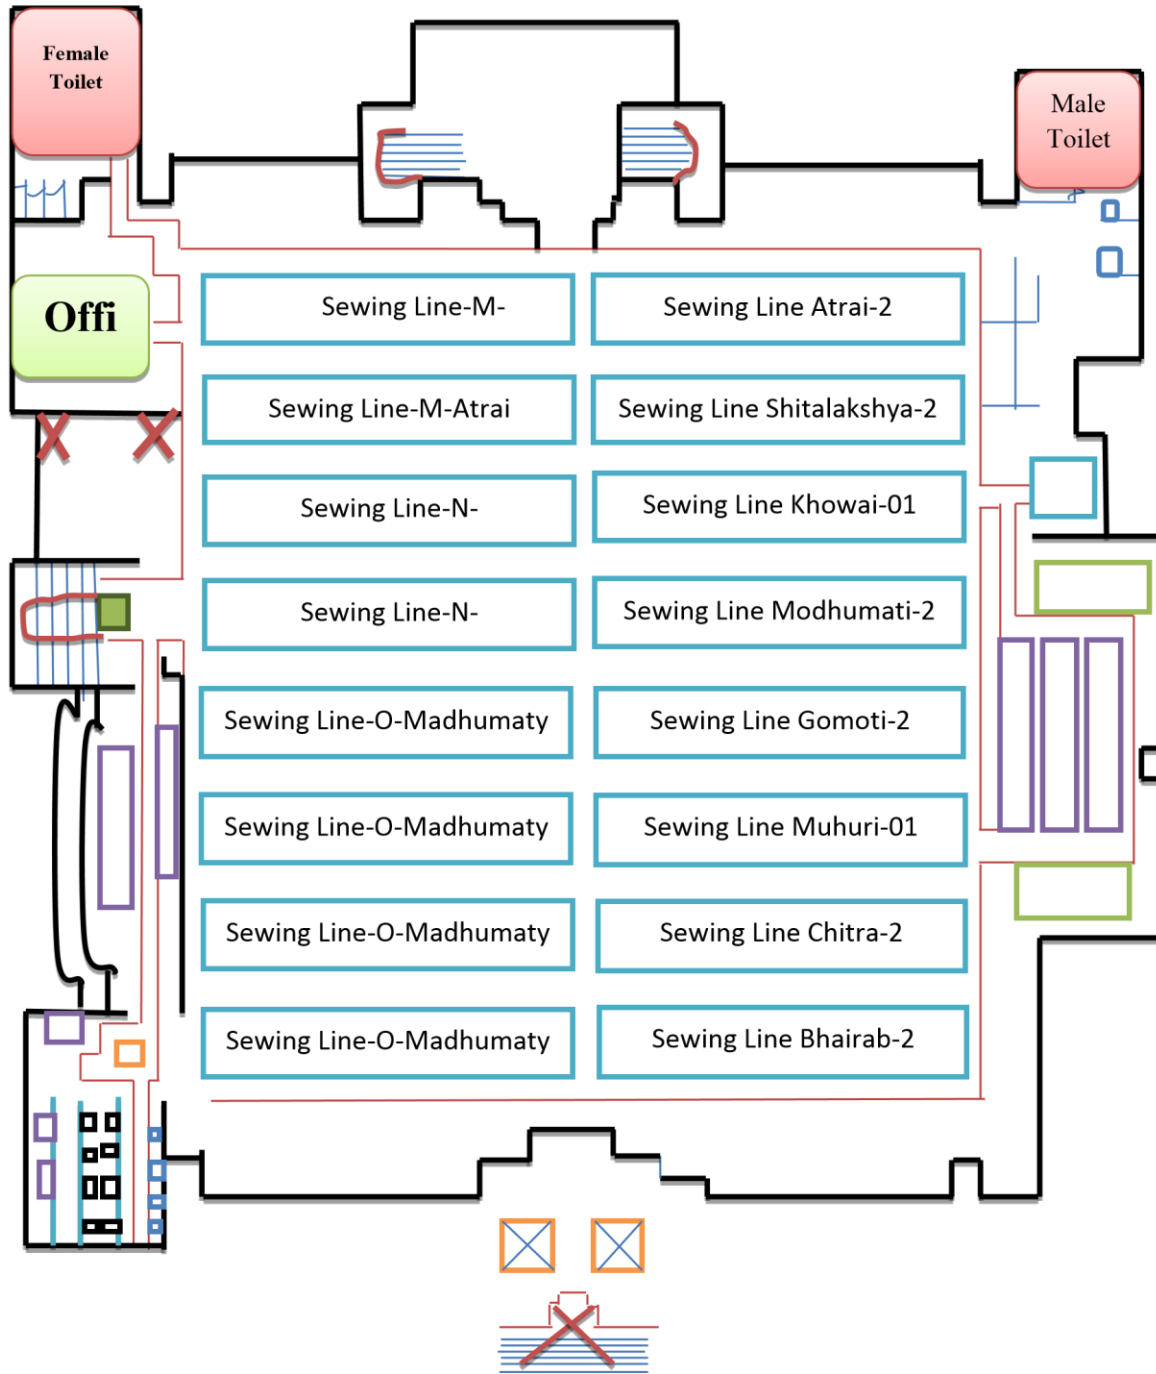 Female
Toilet
Male
Toilet
Offi
Sewing Line-M-
Sewing Line Atrai-2
Sewing Line-M-Atrai
Sewing Line Shitalakshya-2
Sewing Line-N-
Sewing Line Khowai-01
Sewing Line-N-
Sewing Line Modhumati-2
Sewing Line-O-Madhumaty
Sewing Line Gomoti-2
Sewing Line-O-Madhumaty
Sewing Line Muhuri-01
Sewing Line-O-Madhumaty
Sewing Line Chitra-2
Sewing Line-O-Madhumaty
Sewing Line Bhairab-2